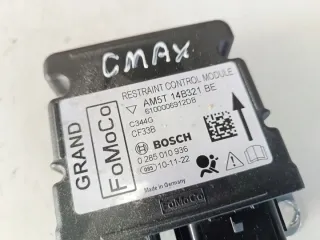 CMAX
GRAND
FoMoCo
RESTRAINT CONTROL MODULE
AM5T 14B321 BE
6100006912DB
C344G
CF33B
BOSCH
0 285 010 936
10-11-22
Made in Germany
FoMoCo